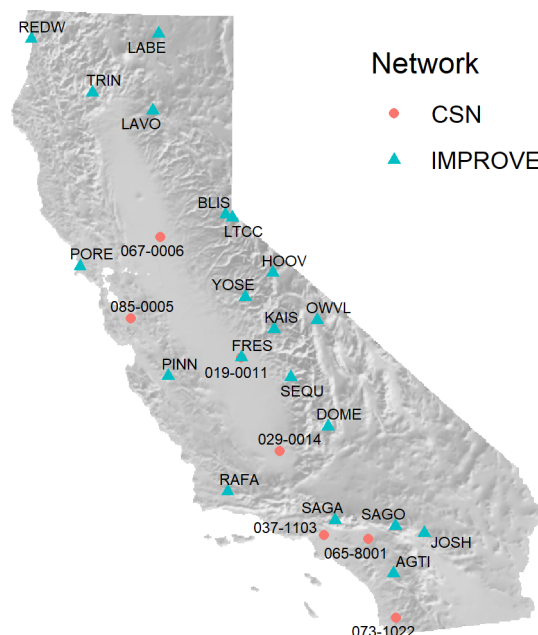 REDW
LABE
Network
TRIN
CSN
LAVO
IMPROVE
BLIS
LTCC
067-0006
PORE
HOOV
YOSE
085-0005
OWVL
KAIS
FRES
PINN
019-0011
SEQU
DOME
029-0014
RAFA
SAGA
SAGO
037-1103
JOSH
065-8001
AGTI
073-1022